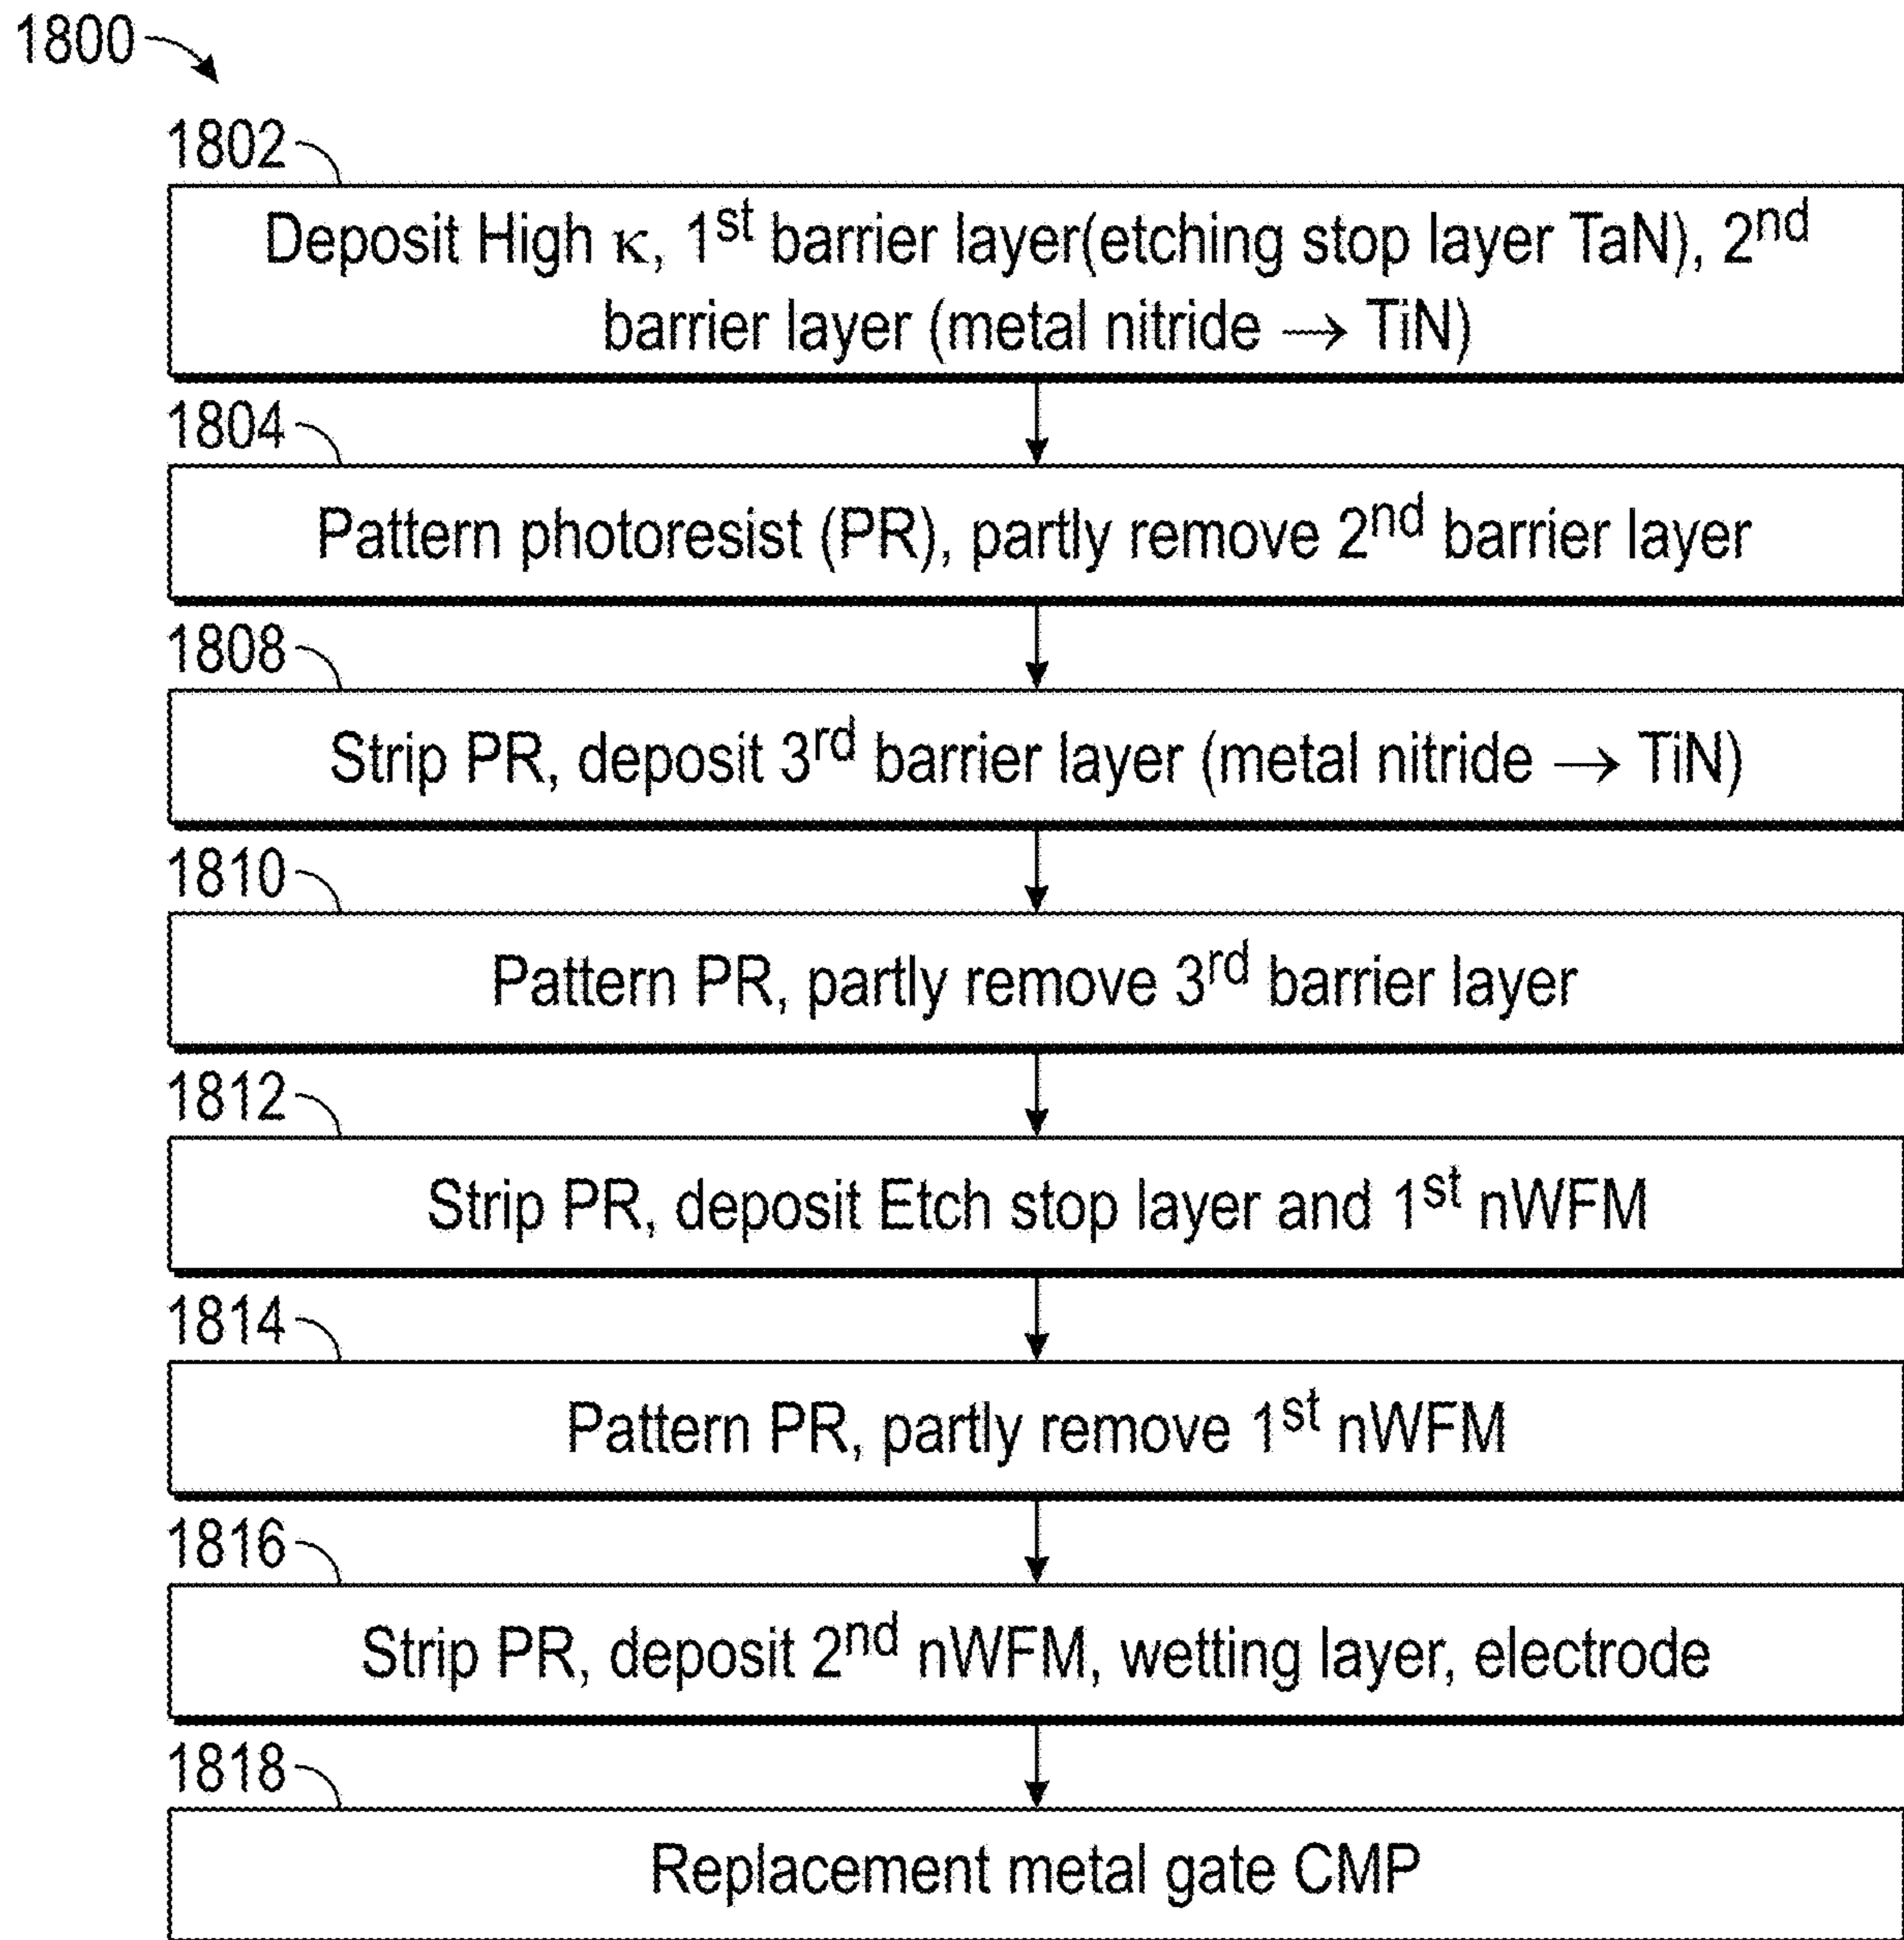 1800
1802
Deposit High κ, 1st barrier layer(etching stop layer TaN), 2nd
barrier layer (metal nritride → TiN)
1804
Pattern photoresist (PR), partly remove 2nd barrier layer
1808
Strip PR, deposit 3rd barrier layer (metal nitride → TiN)
1810
Pattern PR, partly remove 3rd barrier layer
1812
Strip PR, deposit Etch stop layer and 1st nWFM
1814
Pattern PR, partly remove 1st nWFM
1816
Strip PR, deposit 2nd nWFM, wetting layer, electrode
1818
Replacement metal gate CMP